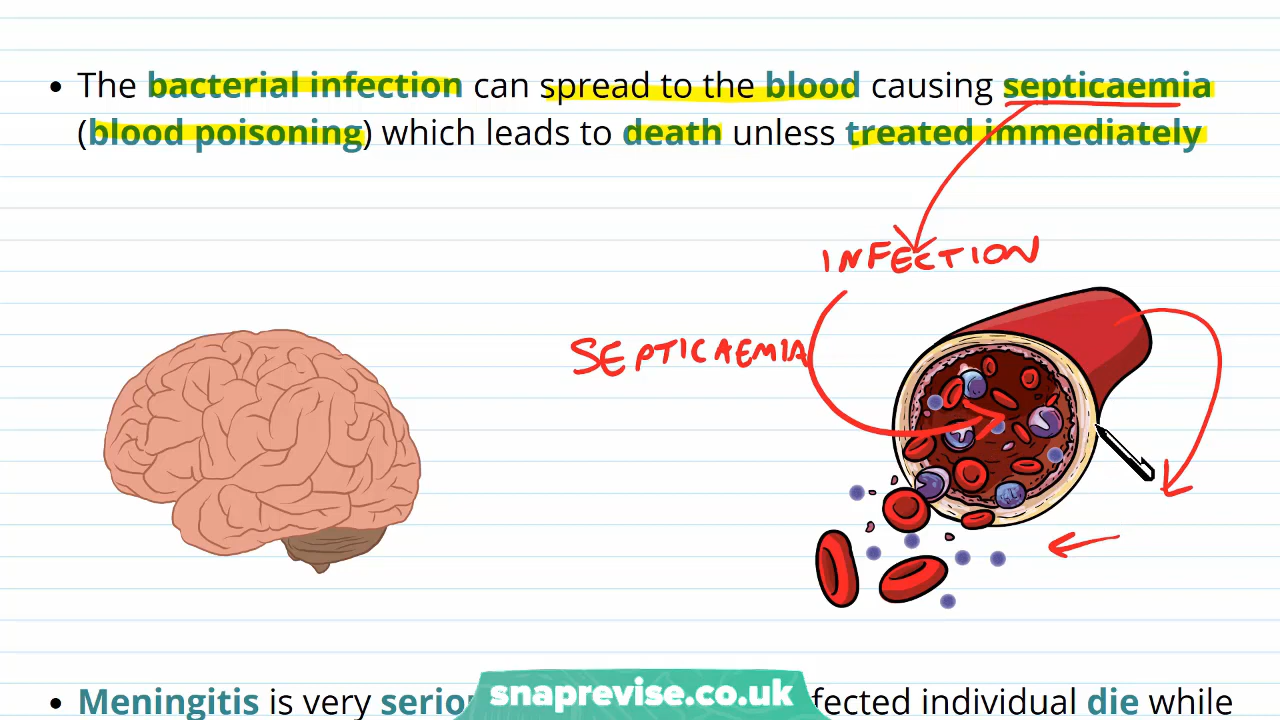 • The bacterial infection can spread to the blood causing septicaemia
(blood poisoning) which leads to death unless treated immediately
INFECTION
SEPTICAEMIA
• Meningitis is very
fected individual die while
snaprevise.co.uk